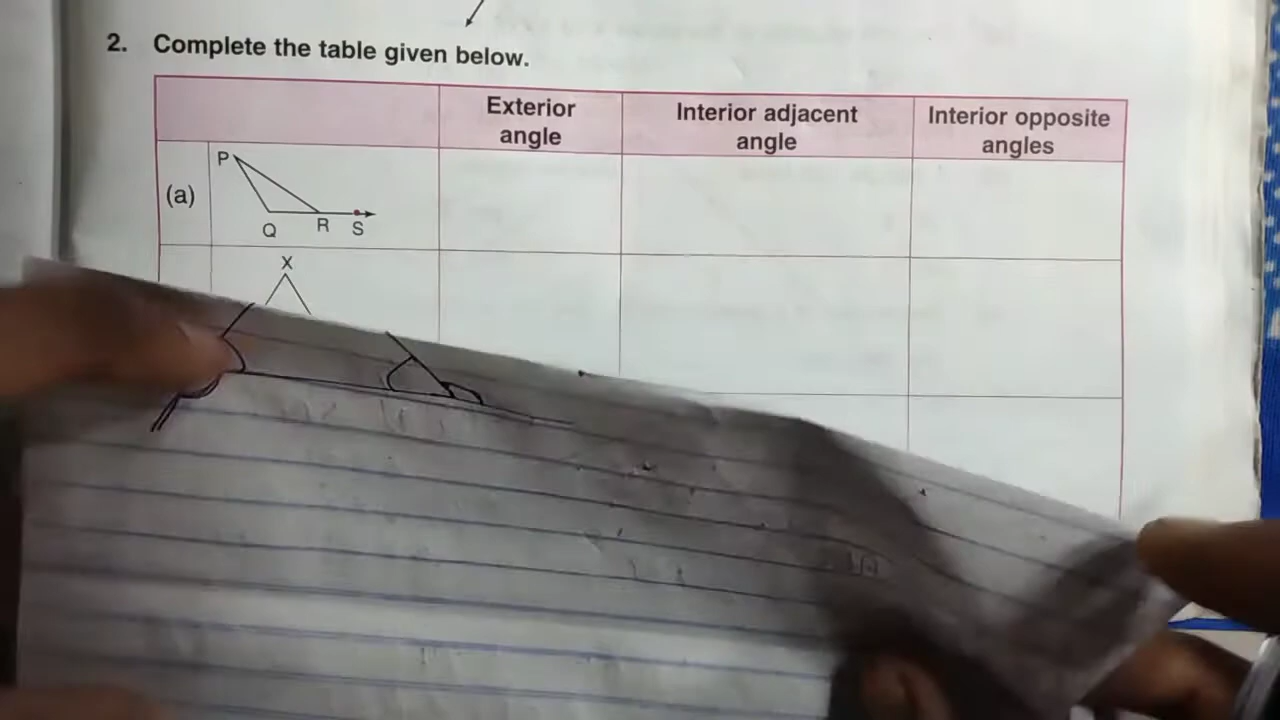 2. Complete the table given below.
Exterior angle
Interior adjacent angle
Interior opposite angles
(a)
P
Q R S
X